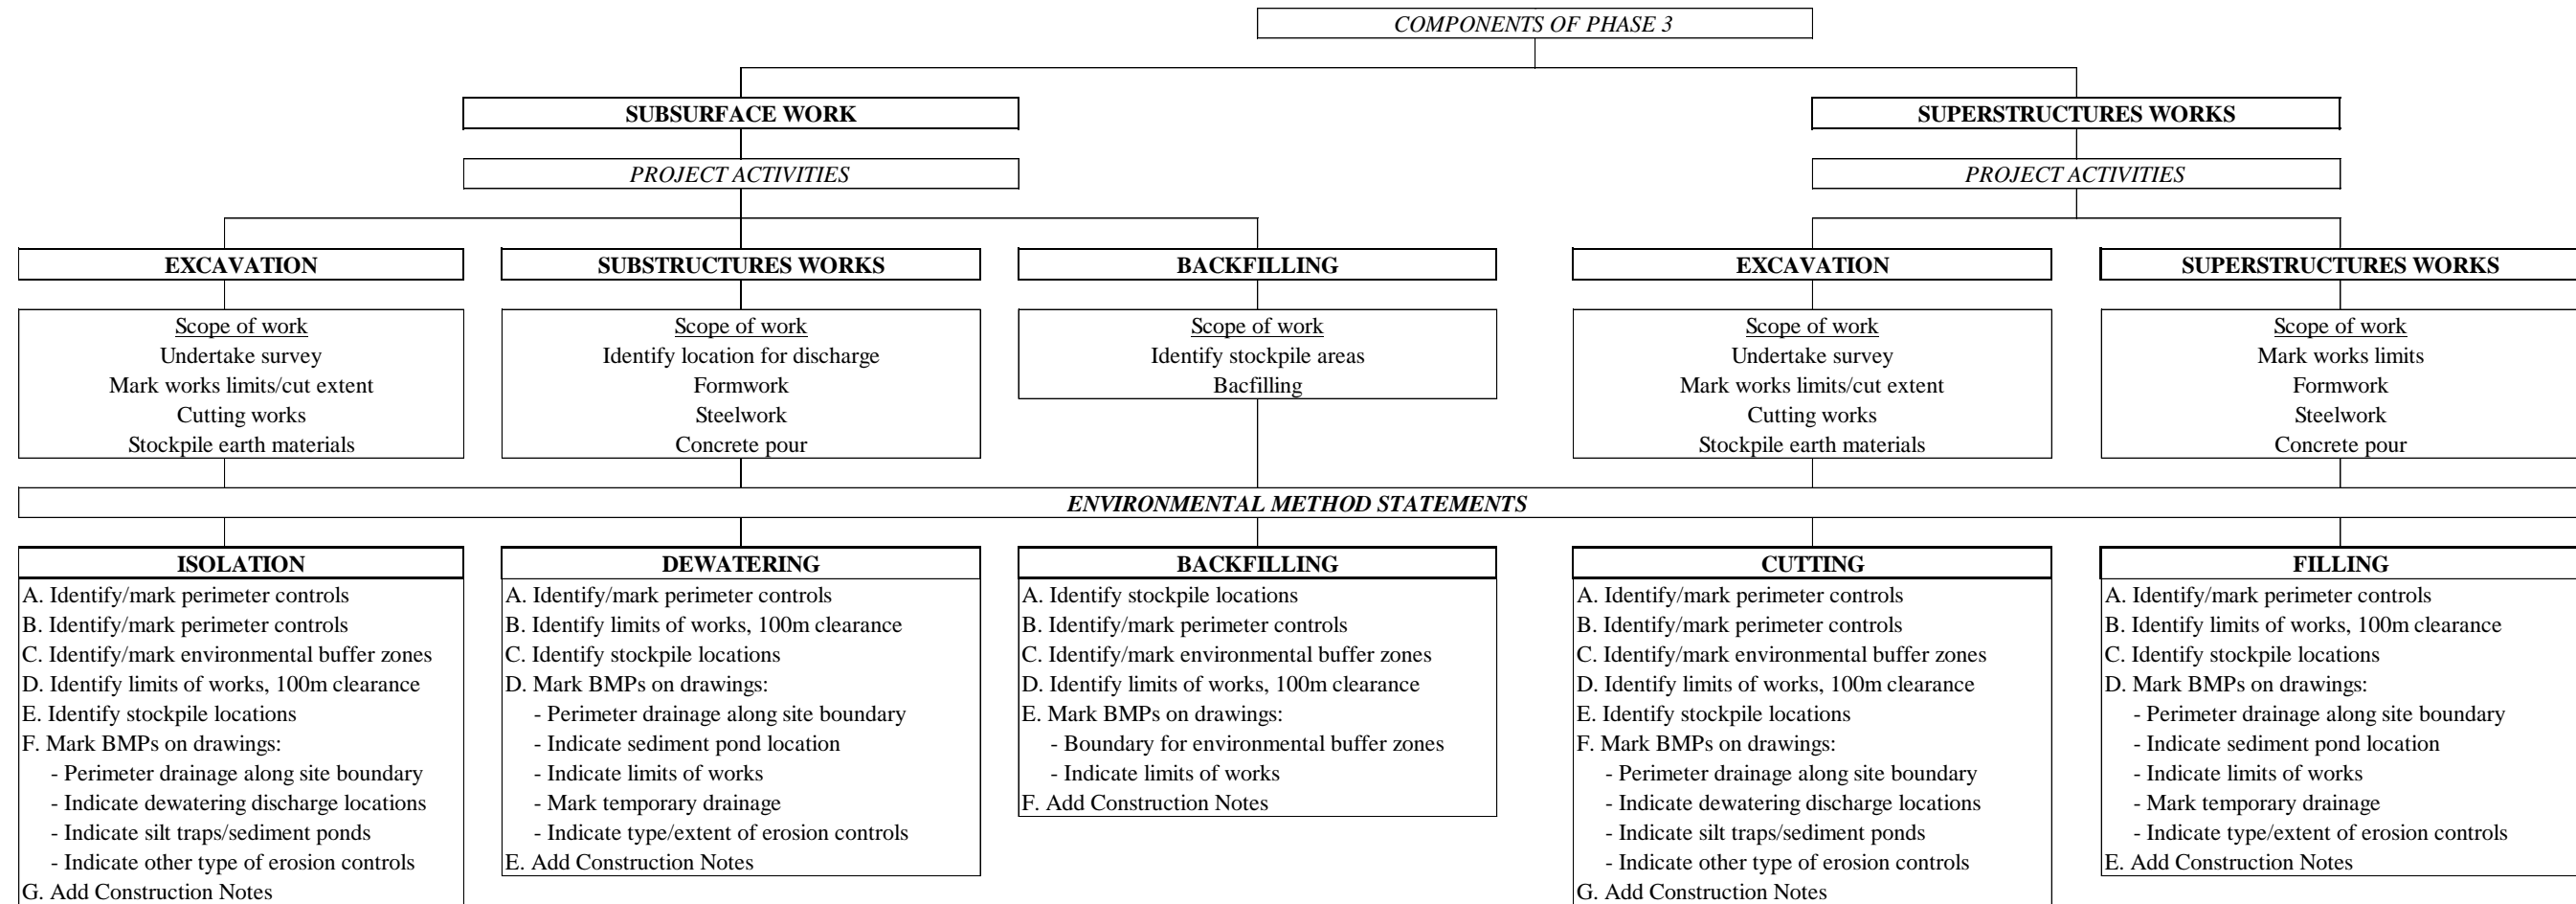 COMPONENTS OF PHASE 3
SUBSURFACE WORK
SUPERSTRUCTURES WORKS
PROJECT ACTIVITIES
PROJECT ACTIVITIES
EXCAVATION
SUBSTRUCTURES WORKS
BACKFILLING
EXCAVATION
SUPERSTRUCTURES WORKS
Scope of work
Undertake survey
Mark works limits/cut extent
Cutting works
Stockpile earth materials
Scope of work
Identify location for discharge
Formwork
Steelwork
Concrete pour
Scope of work
Identify stockpile areas
Bacfilling
Scope of work
Undertake survey
Mark works limits/cut extent
Cutting works
Stockpile earth materials
Scope of work
Mark works limits
Formwork
Steelwork
Concrete pour
ENVIRONMENTAL METHOD STATEMENTS
ISOLATION
A. Identify/mark perimeter controls
B. Identify/mark perimeter controls
C. Identify/mark environmental buffer zones
D. Identify limits of works, 100m clearance
E. Identify stockpile locations
F. Mark BMPs on drawings:
- Perimeter drainage along site boundary
- Indicate dewatering discharge locations
- Indicate silt traps/sediment ponds
- Indicate other type of erosion controls
G. Add Construction Notes
DEWATERING
A. Identify/mark perimeter controls
B. Identify limits of works, 100m clearance
C. Identify stockpile locations
D. Mark BMPs on drawings:
- Perimeter drainage along site boundary
- Indicate sediment pond location
- Indicate limits of works
- Mark temporary drainage
- Indicate type/extent of erosion controls
E. Add Construction Notes
BACKFILLING
A. Identify stockpile locations
B. Identify/mark perimeter controls
C. Identify/mark environmental buffer zones
D. Identify limits of works, 100m clearance
E. Mark BMPs on drawings:
- Boundary for environmental buffer zones
- Indicate limits of works
F. Add Construction Notes
CUTTING
A. Identify/mark perimeter controls
B. Identify/mark perimeter controls
C. Identify/mark environmental buffer zones
D. Identify limits of works, 100m clearance
E. Identify stockpile locations
F. Mark BMPs on drawings:
- Perimeter drainage along site boundary
- Indicate dewatering discharge locations
- Indicate silt traps/sediment ponds
- Indicate other type of erosion controls
G. Add Construction Notes
FILLING
A. Identify/mark perimeter controls
B. Identify limits of works, 100m clearance
C. Identify stockpile locations
D. Mark BMPs on drawings:
- Perimeter drainage along site boundary
- Indicate sediment pond location
- Indicate limits of works
- Mark temporary drainage
- Indicate type/extent of erosion controls
E. Add Construction Notes